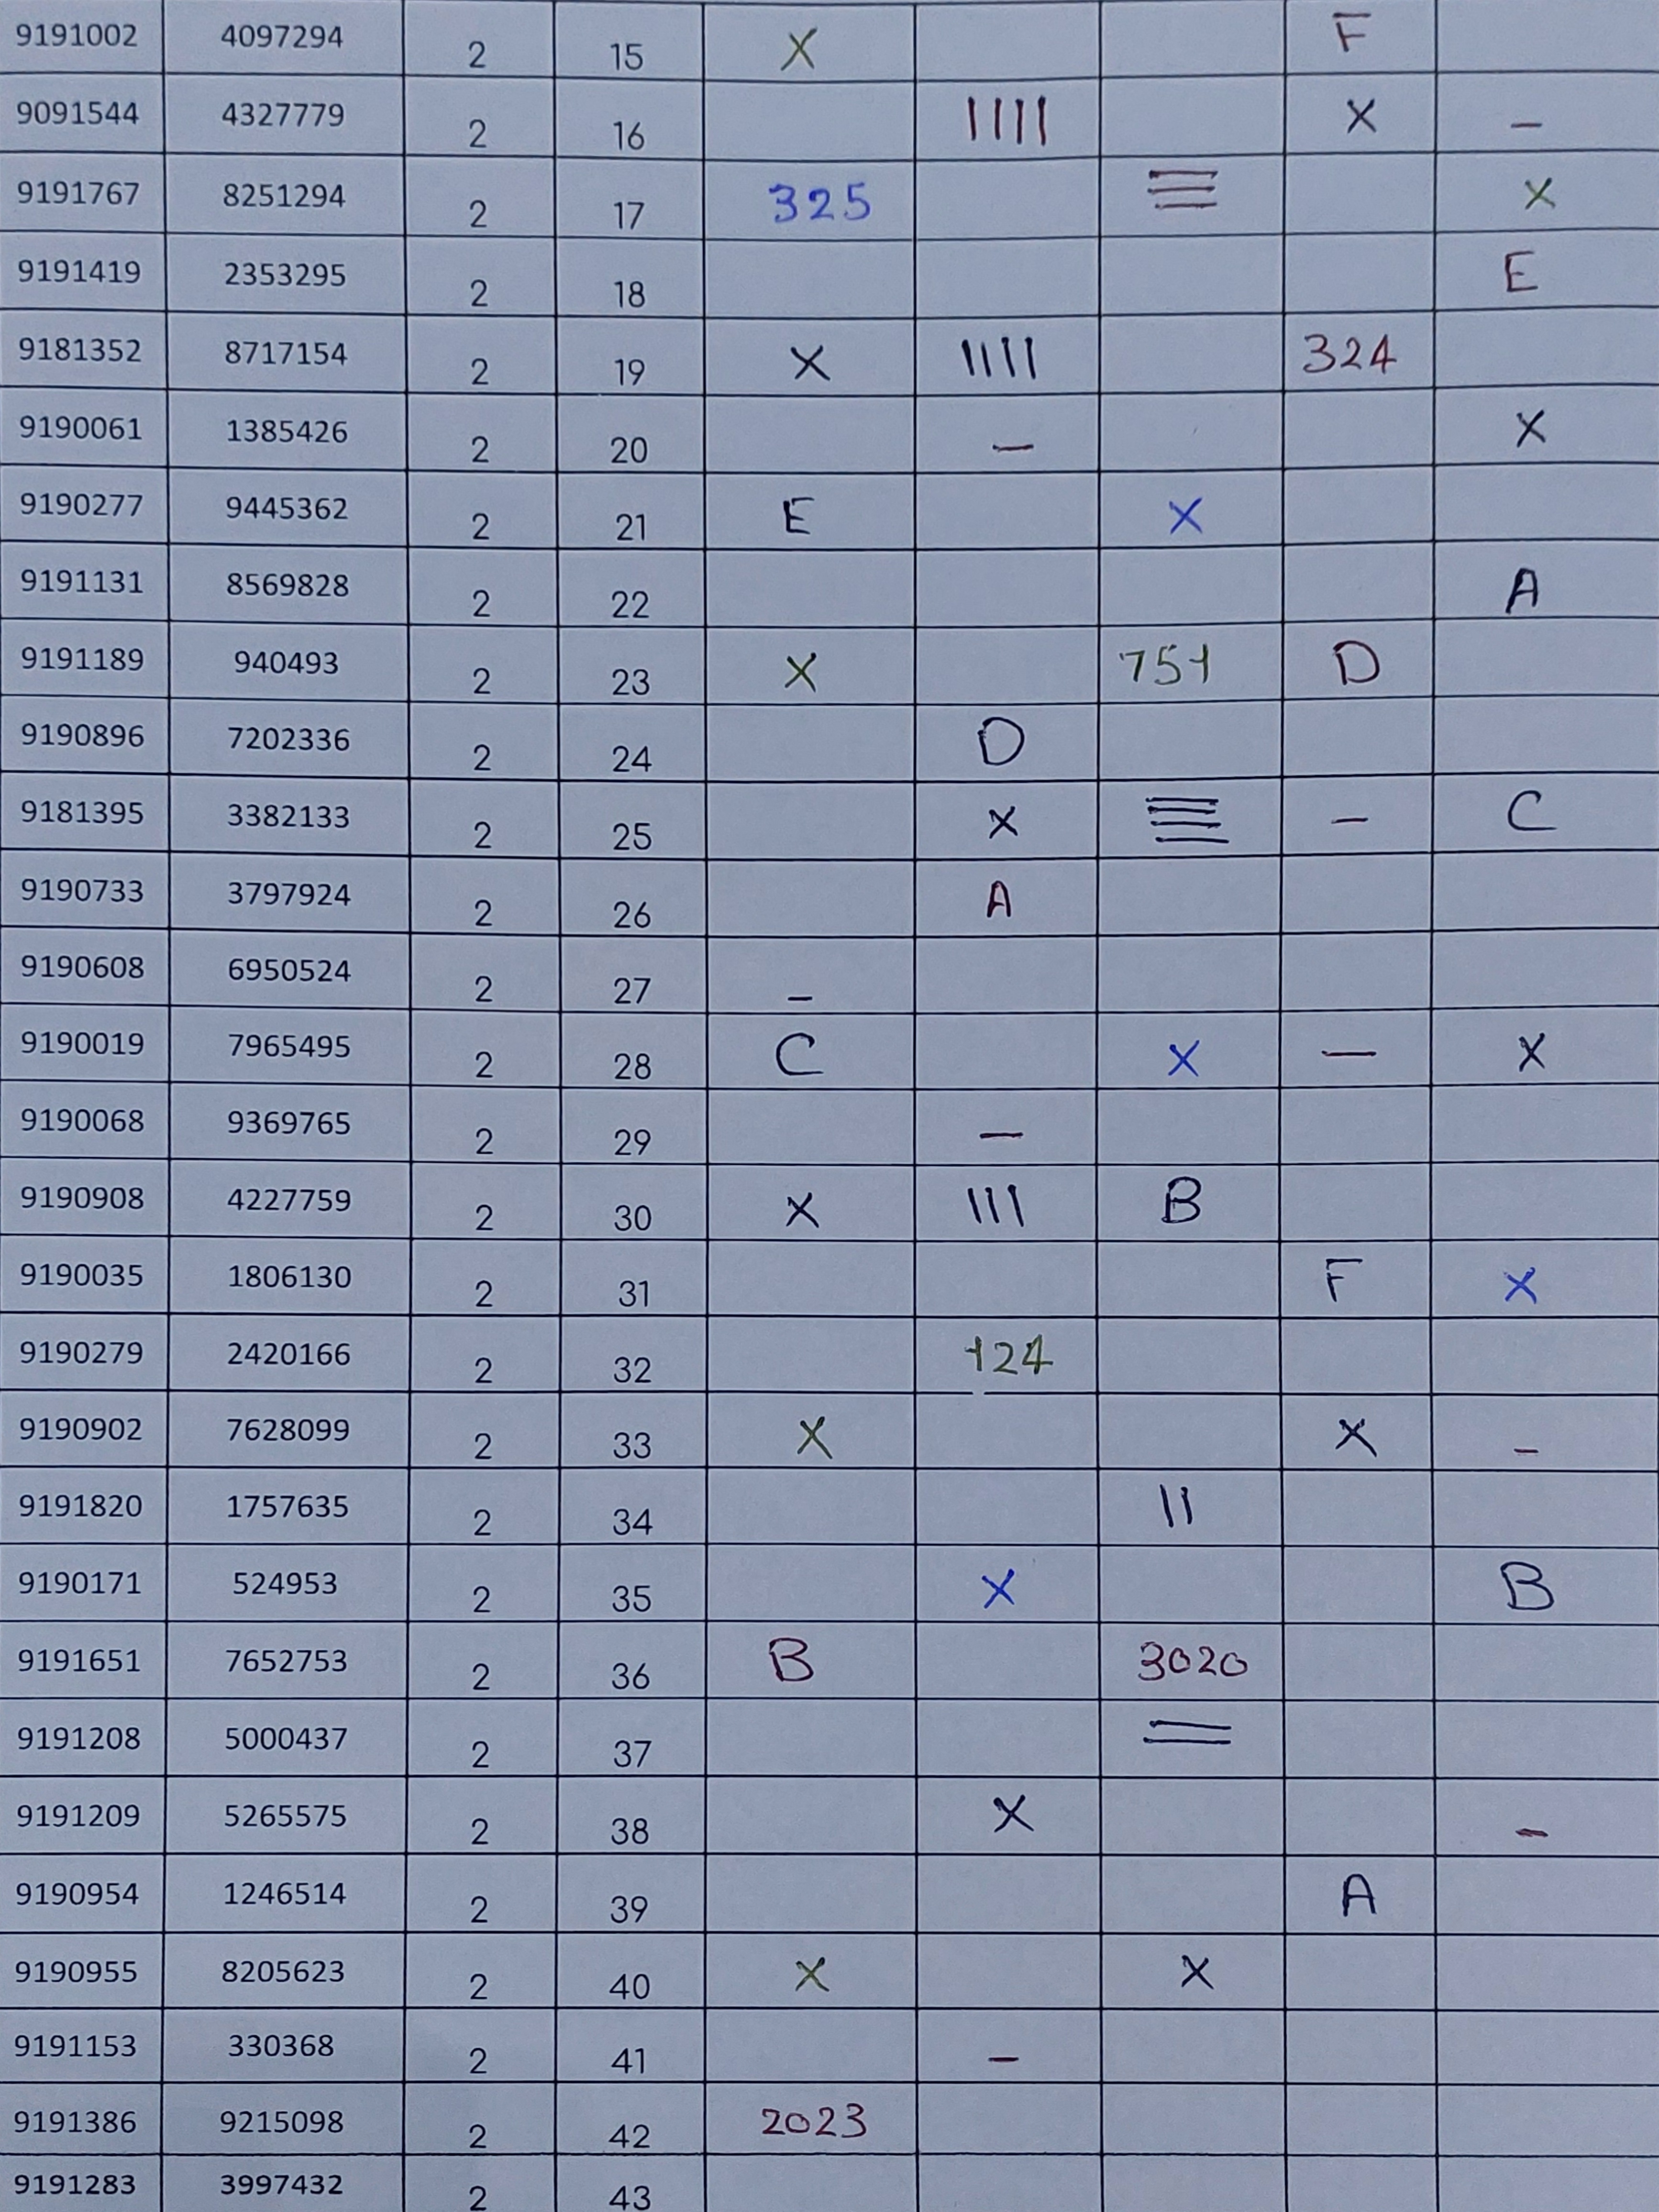 9191002 4097294 2 15 X F
9091544 4327779 2 16 |||| X –
9191767 8251294 2 17 325 ☰ X
9191419 2353295 2 18 E
9181352 8717154 2 19 X |||| 324
9190061 1385426 2 20 – X
9190277 9445362 2 21 E X
9191131 8569828 2 22 A
9191189 940493 2 23 X 751 D
9190896 7202336 2 24 D
9181395 3382133 2 25 X – C
9190733 3797924 2 26 A
9190608 6950524 2 27 –
9190019 7965495 2 28 C X – X
9190068 9369765 2 29 –
9190908 4227759 2 30 X ||| B
9190035 1806130 2 31 F X
9190279 2420166 2 32 124
9190902 7628099 2 33 X X –
9191820 1757635 2 34 ||
9190171 524953 2 35 X B
9191651 7652753 2 36 B 3020
9191208 5000437 2 37 =
9191209 5265575 2 38 X –
9190954 1246514 2 39 A
9190955 8205623 2 40 X X
9191153 330368 2 41 –
9191386 9215098 2 42 2023
9191283 3997432 2 43